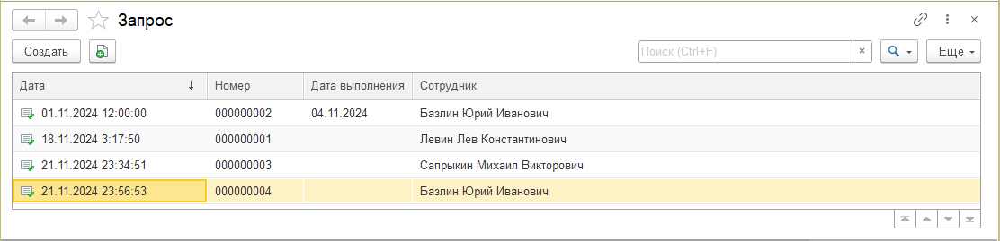 Запрос
Создать Поиск (Ctrl+F) × Еще
Дата ↓ Номер Дата выполнения Сотрудник
01.11.2024 12:00:00 000000002 04.11.2024 Базлин Юрий Иванович
18.11.2024 3:17:50 000000001 Левин Лев Константинович
21.11.2024 23:34:51 000000003 Сапрыкин Михаил Викторович
21.11.2024 23:56:53 000000004 Базлин Юрий Иванович